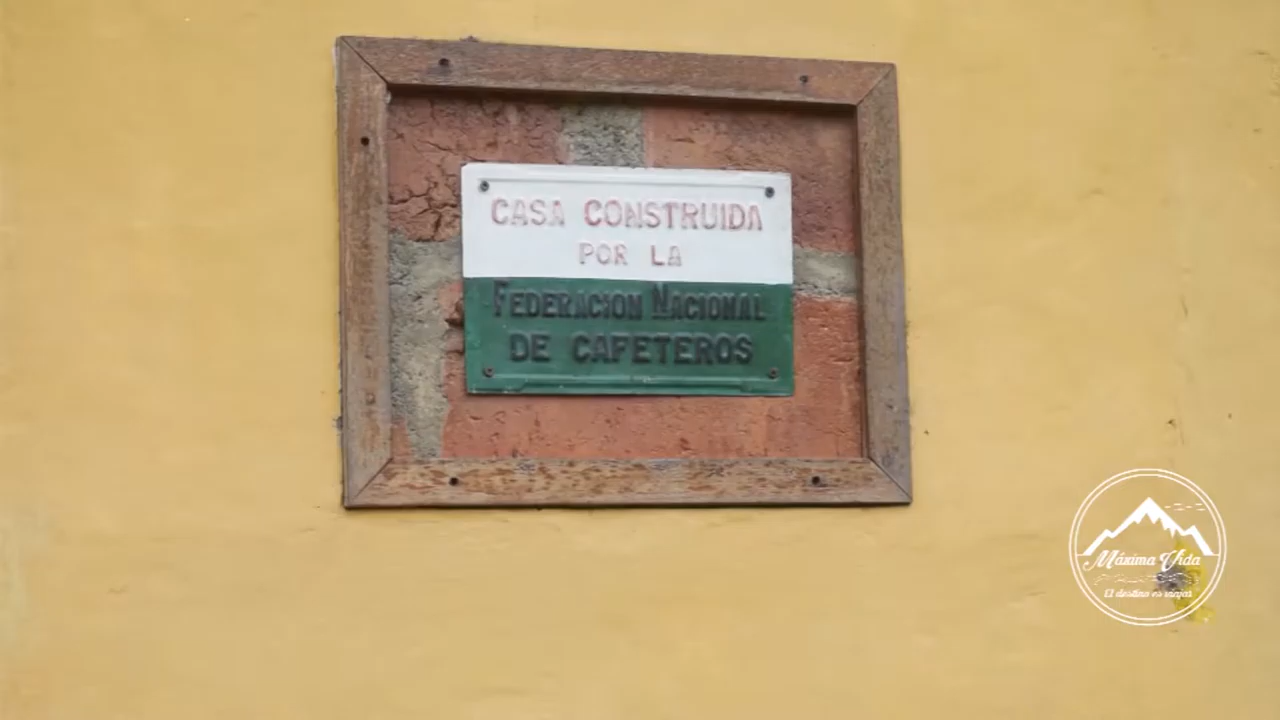 CASA CONSTRUIDA
POR LA
FEDERACION NACIONAL
DE CAFETEROS
Máxima Vida
El destino es viajar